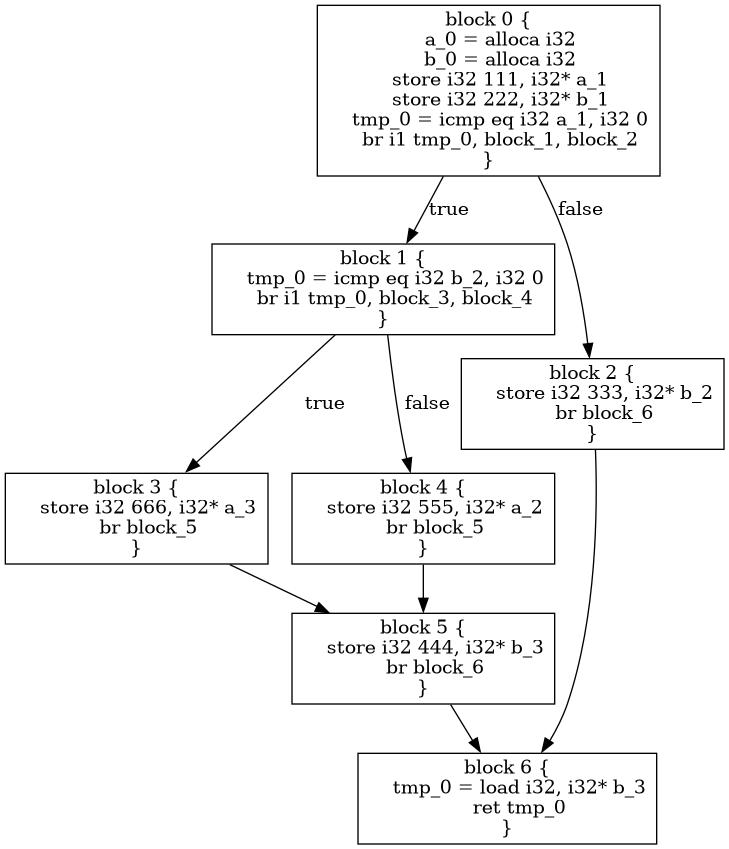 block 0 {
a_0 = alloca i32
b_0 = alloca i32
store i32 111, i32* a_1
store i32 222, i32* b_1
tmp_0 = icmp eq i32 a_1, i32 0
br i1 tmp_0, block_1, block_2
}
true
false
block 1 {
tmp_0 = icmp eq i32 b_2, i32 0
br i1 tmp_0, block_3, block_4
}
block 2 {
store i32 333, i32* b_2
br block_6
}
true
false
block 3 {
store i32 666, i32* a_3
br block_5
}
block 4 {
store i32 555, i32* a_2
br block_5
}
block 5 {
store i32 444, i32* b_3
br block_6
}
block 6 {
tmp_0 = load i32, i32* b_3
ret tmp_0
}